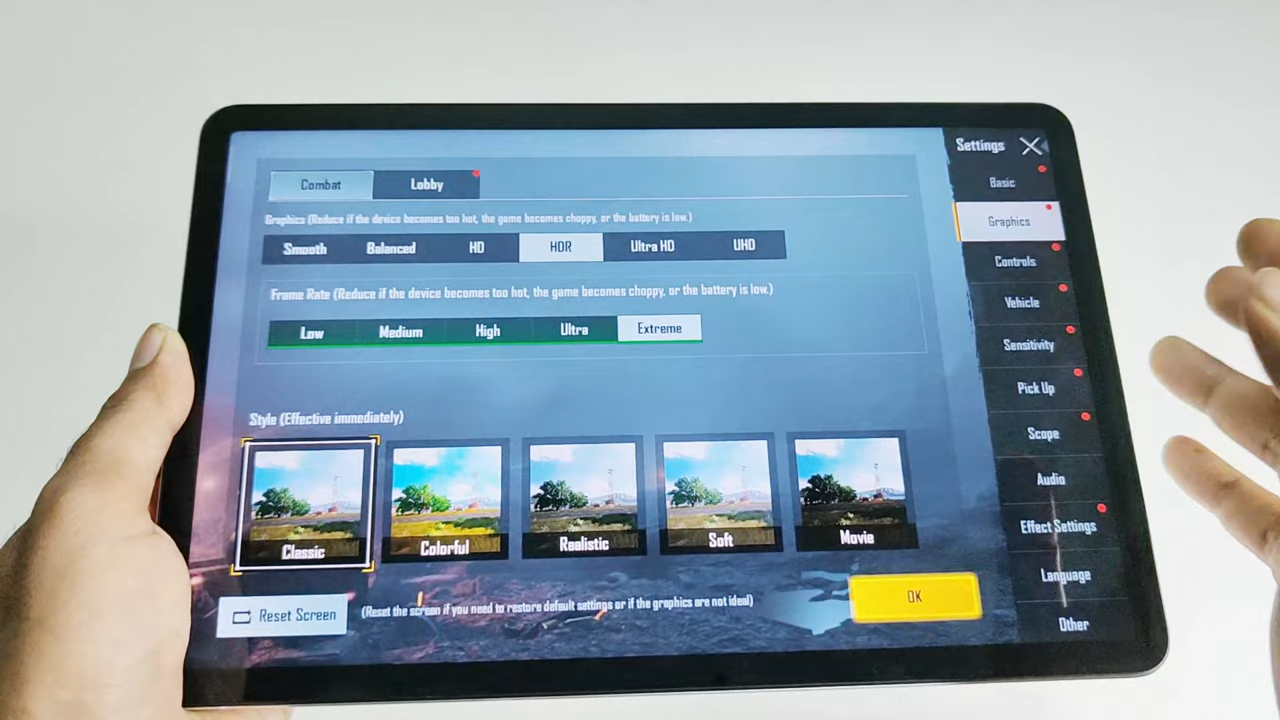 Settings
Combat
Lobby
Graphics (Reduce if the device becomes too hot, the game becomes choppy, or the battery is low.)
Smooth
Balanced
HD
HDR
Ultra HD
UHD
Frame Rate (Reduce if the device becomes too hot, the game becomes choppy, or the battery is low.)
Low
Medium
High
Ultra
Extreme
Style (Effective immediately)
Classic
Colorful
Realistic
Soft
Movie
Reset Screen
(Reset the screen if you need to restore default settings or if the graphics are not ideal)
OK
Basic
Graphics
Controls
Vehicle
Sensitivity
Pick Up
Scope
Audio
Effect Settings
Language
Other